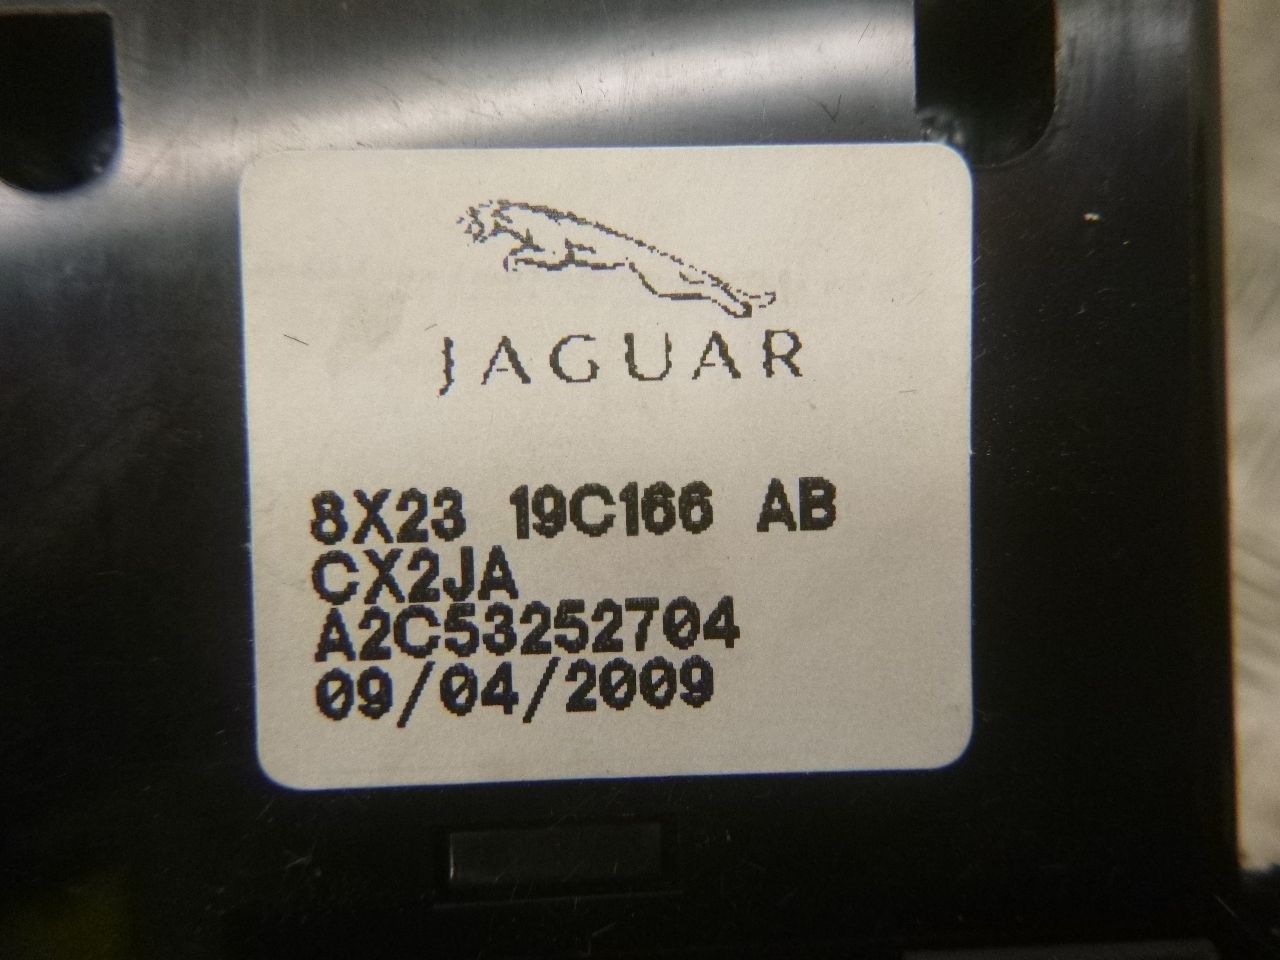 JAGUAR
8X23 19C166 AB
CX2JA
A2C53252704
09/04/2009